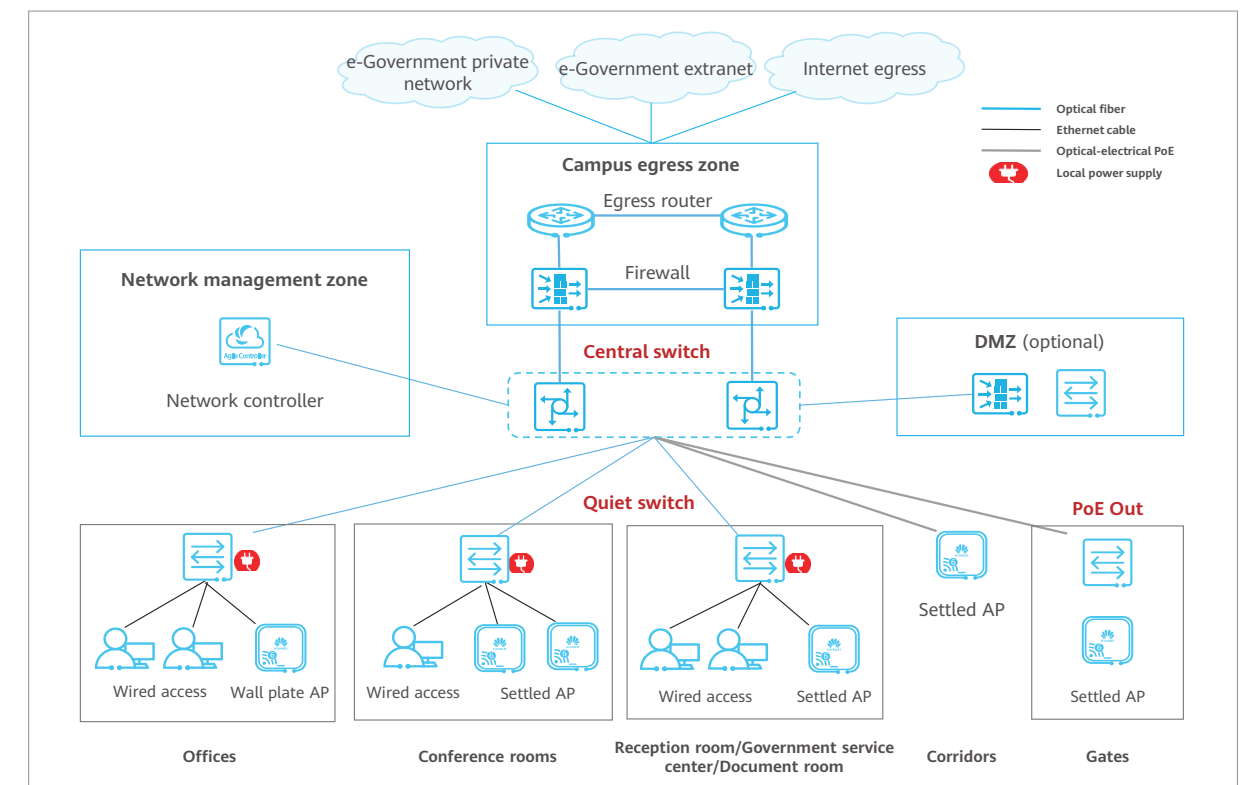 e-Government private
network
e-Government extranet
Internet egress
Optical fiber
Ethernet cable
Optical-electrical PoE
Local power supply
Campus egress zone
Egress router
Firewall
Network management zone
Agile Controller
Network controller
Central switch
DMZ (optional)
Quiet switch
PoE Out
Wired access
Wall plate AP
Wired access
Settled AP
Wired access
Settled AP
Settled AP
Settled AP
Offices
Conference rooms
Reception room/Government service
center/Document room
Corridors
Gates